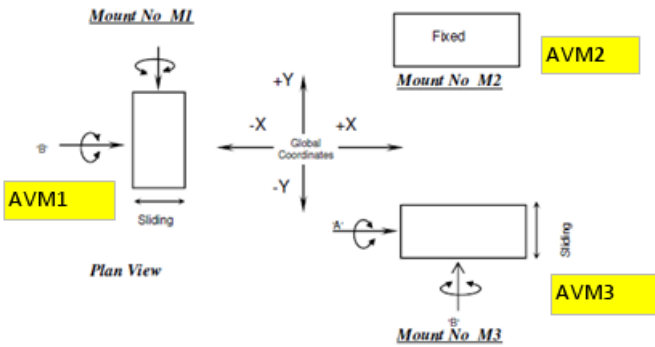 Mount No M1
Fixed
AVM2
Mount No M2
+Y
-X
+X
Global
Coordinates
-Y
'B'
AVM1
Sliding
'A'
Sliding
Plan View
AVM3
'B'
Mount No M3